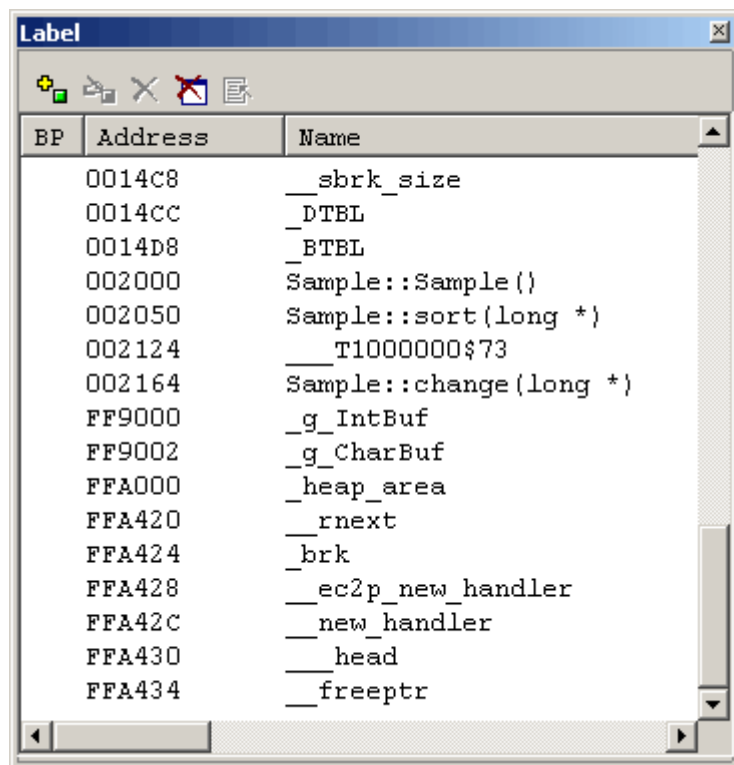 Label
BP Address Name
0014C8 __sbrk_size
0014CC _DTBL
0014D8 _BTBL
002000 Sample::Sample()
002050 Sample::sort(long *)
002124 ___T1000000$73
002164 Sample::change(long *)
FF9000 _g_IntBuf
FF9002 _g_CharBuf
FFA000 _heap_area
FFA420 __rnext
FFA424 _brk
FFA428 __ec2p_new_handler
FFA42C __new_handler
FFA430 ___head
FFA434 __freeptr